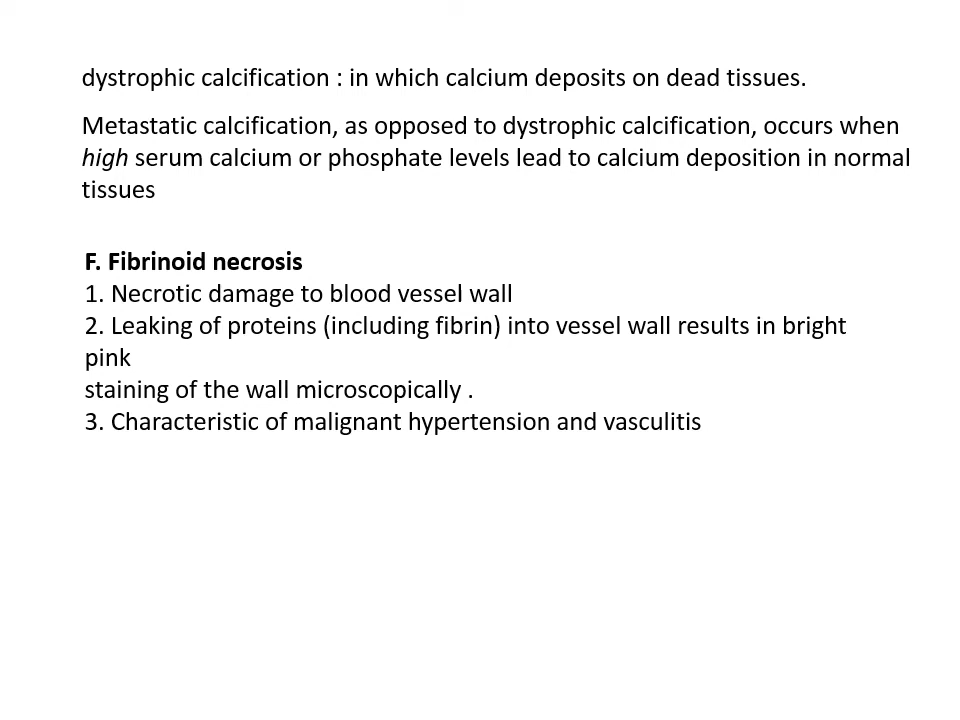 dystrophic calcification : in which calcium deposits on dead tissues.
Metastatic calcification, as opposed to dystrophic calcification, occurs when
high serum calcium or phosphate levels lead to calcium deposition in normal
tissues
F. Fibrinoid necrosis
1. Necrotic damage to blood vessel wall
2. Leaking of proteins (including fibrin) into vessel wall results in bright
pink
staining of the wall microscopically .
3. Characteristic of malignant hypertension and vasculitis